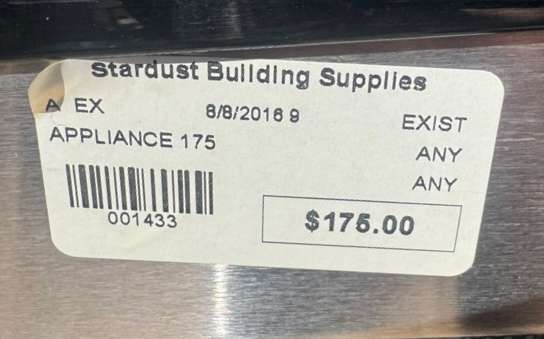 Stardust Building Supplies
A EX 8/8/2016 9 EXIST
APPLIANCE 175 ANY
ANY
001433
$175.00